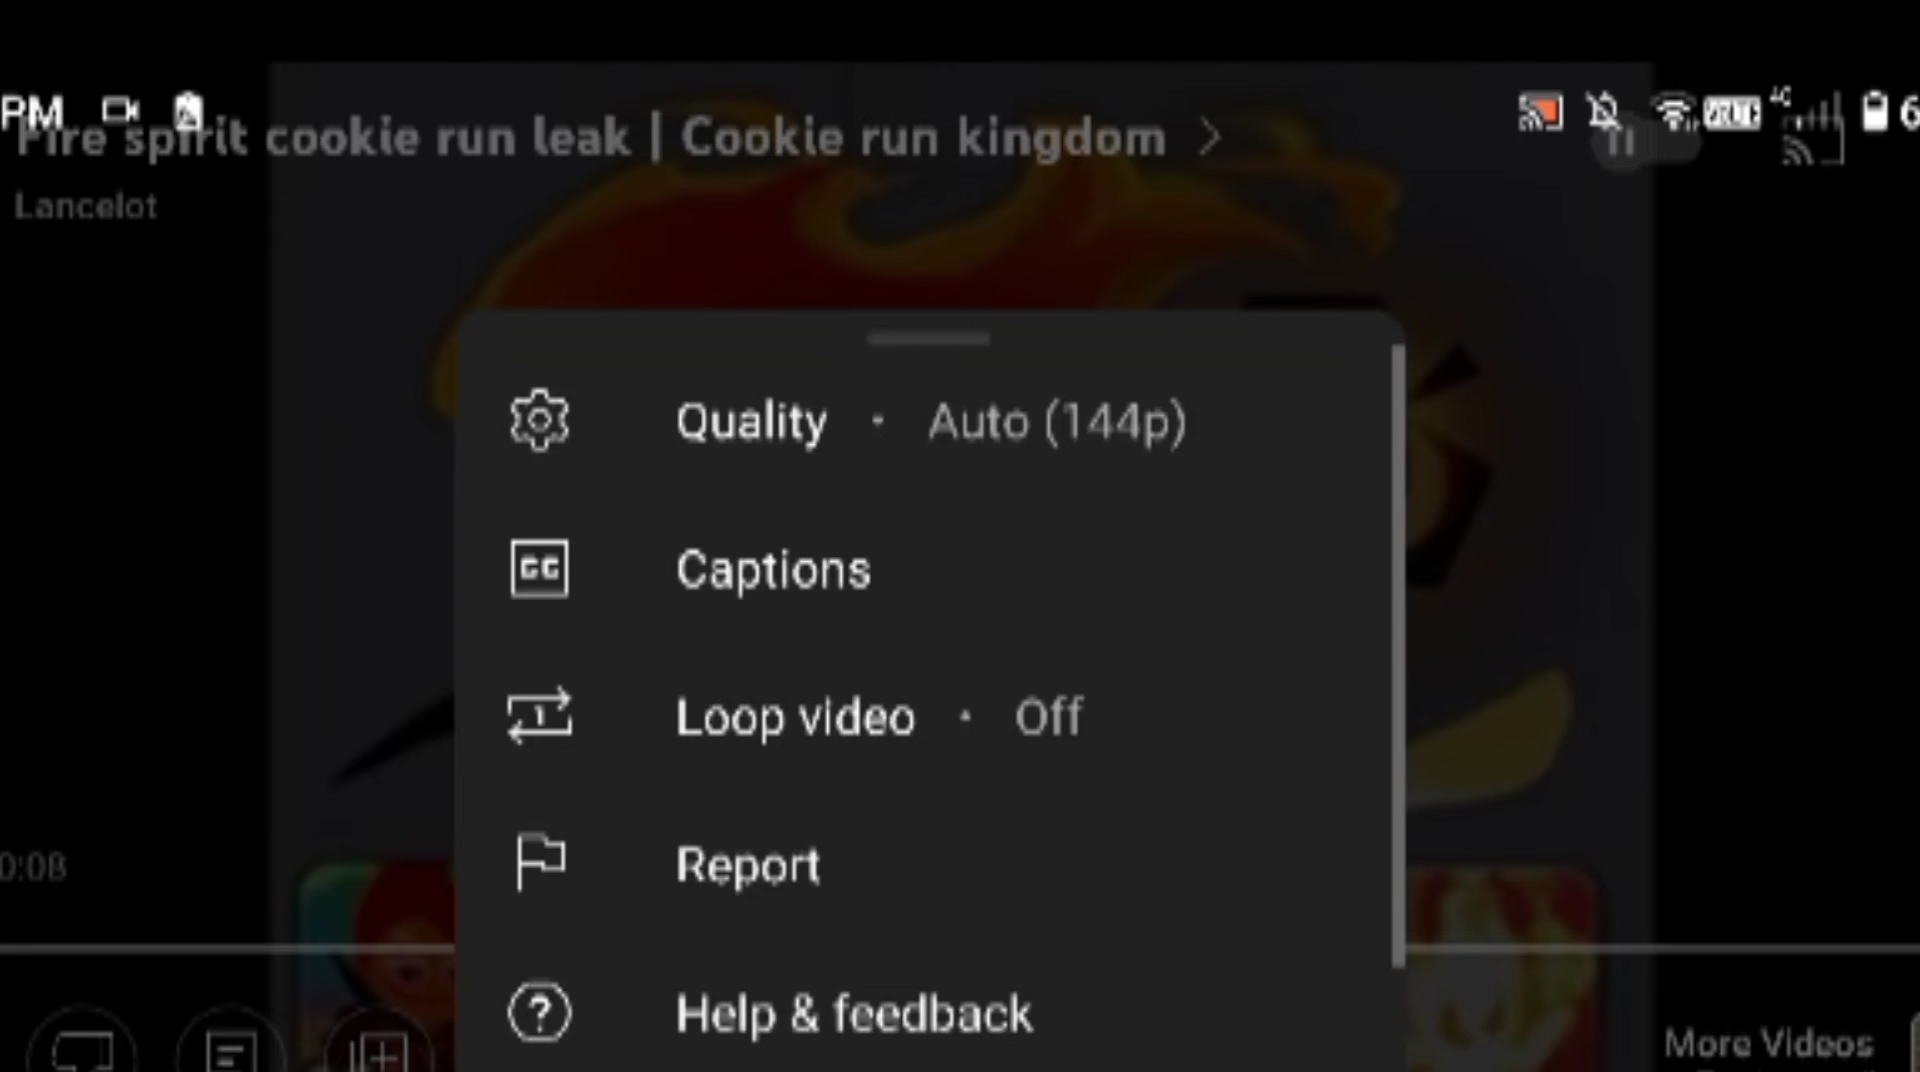 PM
6
Fire spirit cookie run leak | Cookie run kingdom
Lancelot
Quality · Auto (144p)
Captions
Loop video · Off
Report
0:08
Help & feedback
More Videos